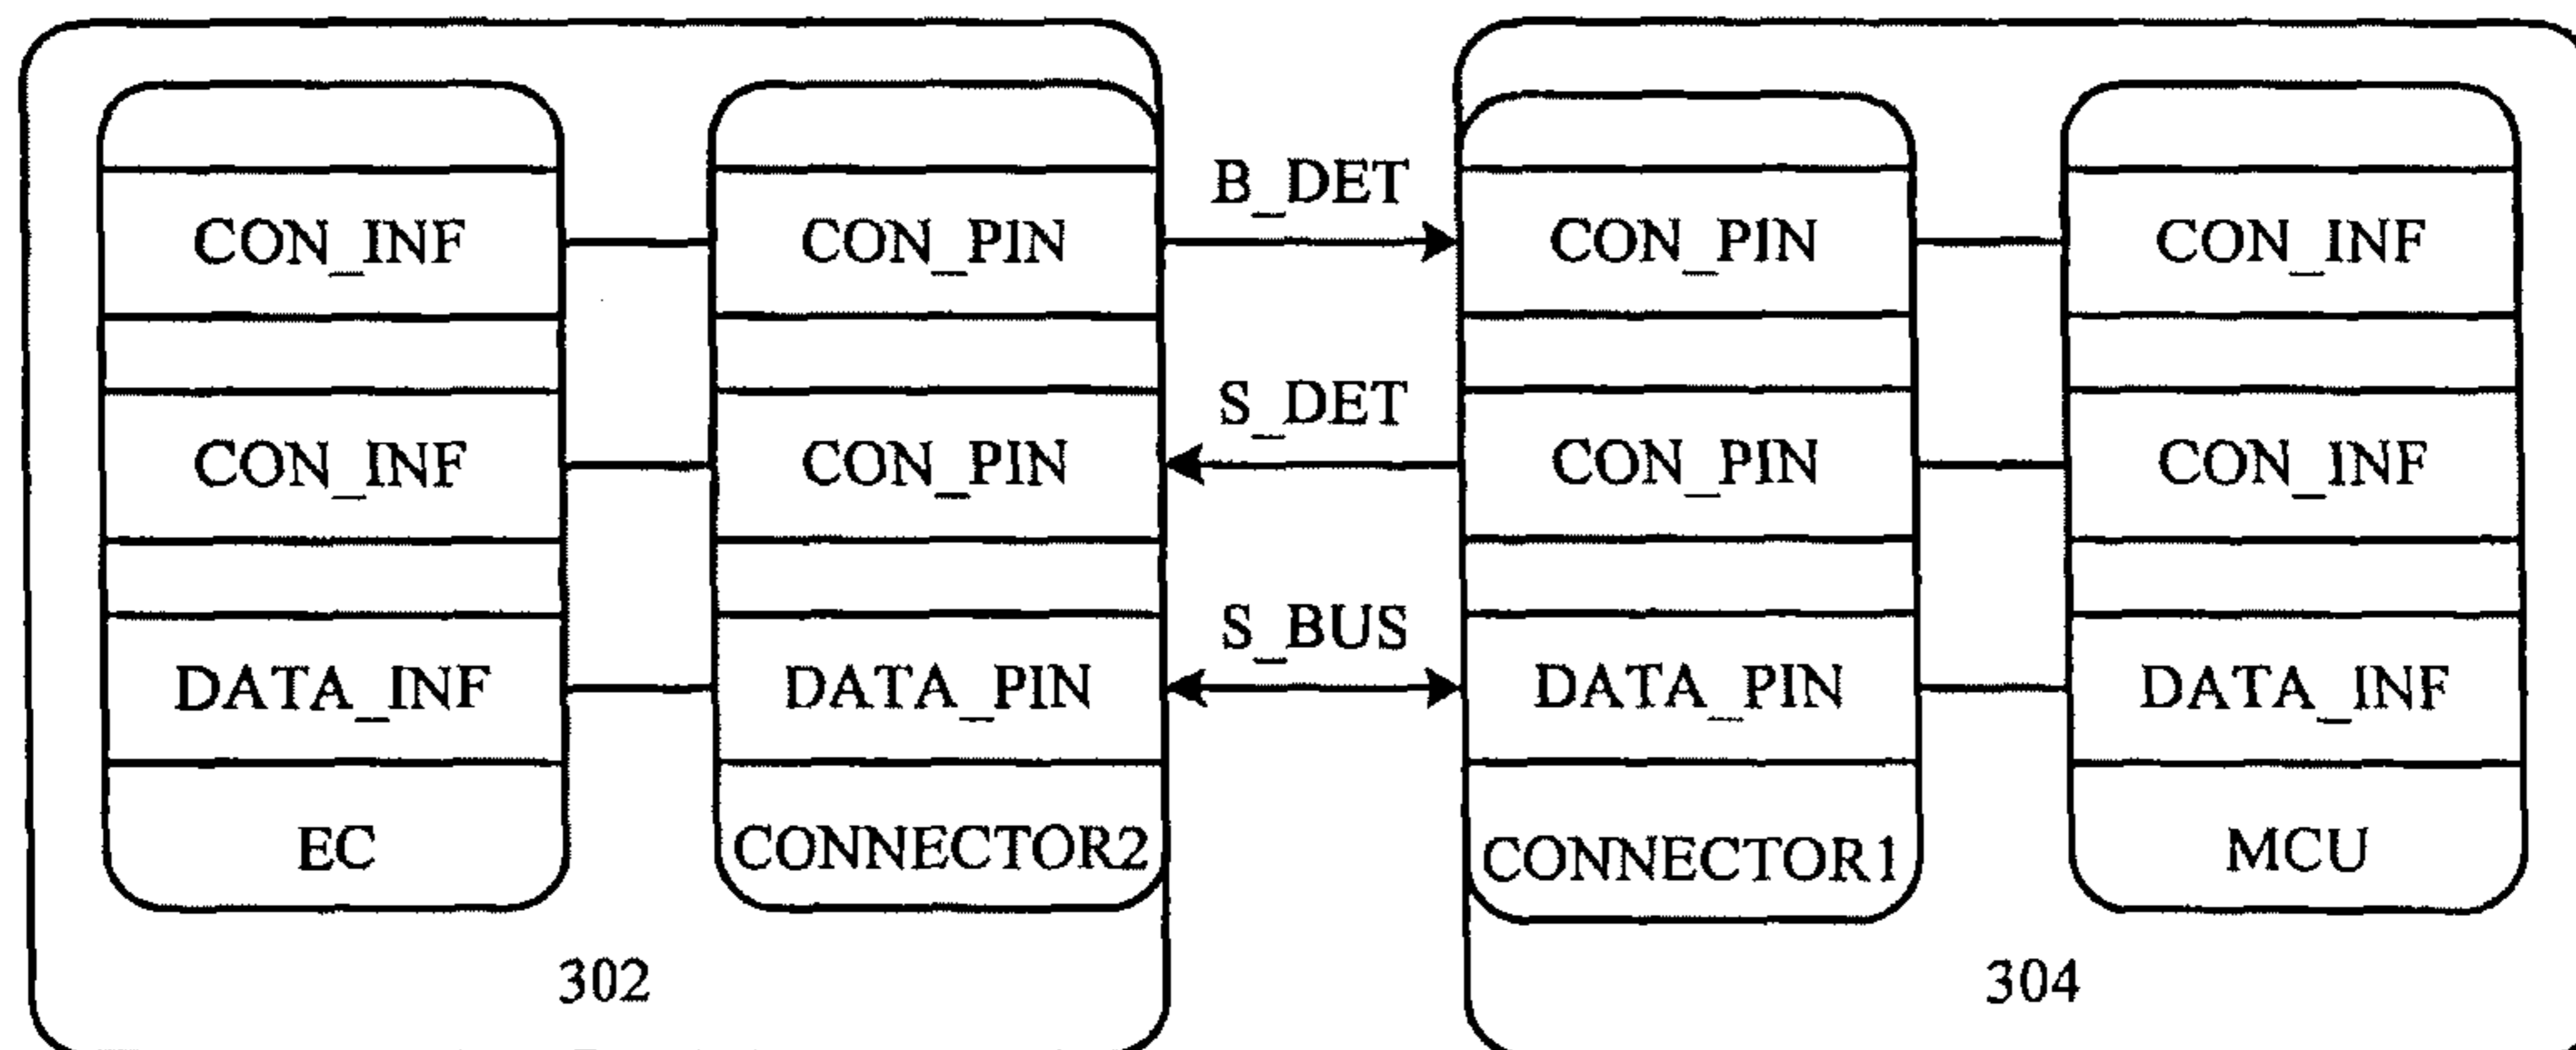 B_DET
CON_INF CON_PIN CON_PIN CON_INF
S_DET
CON_INF CON_PIN CON_PIN CON_INF
S_BUS
DATA_INF DATA_PIN DATA_PIN DATA_INF
EC CONNECTOR2 CONNECTOR1 MCU
302 304